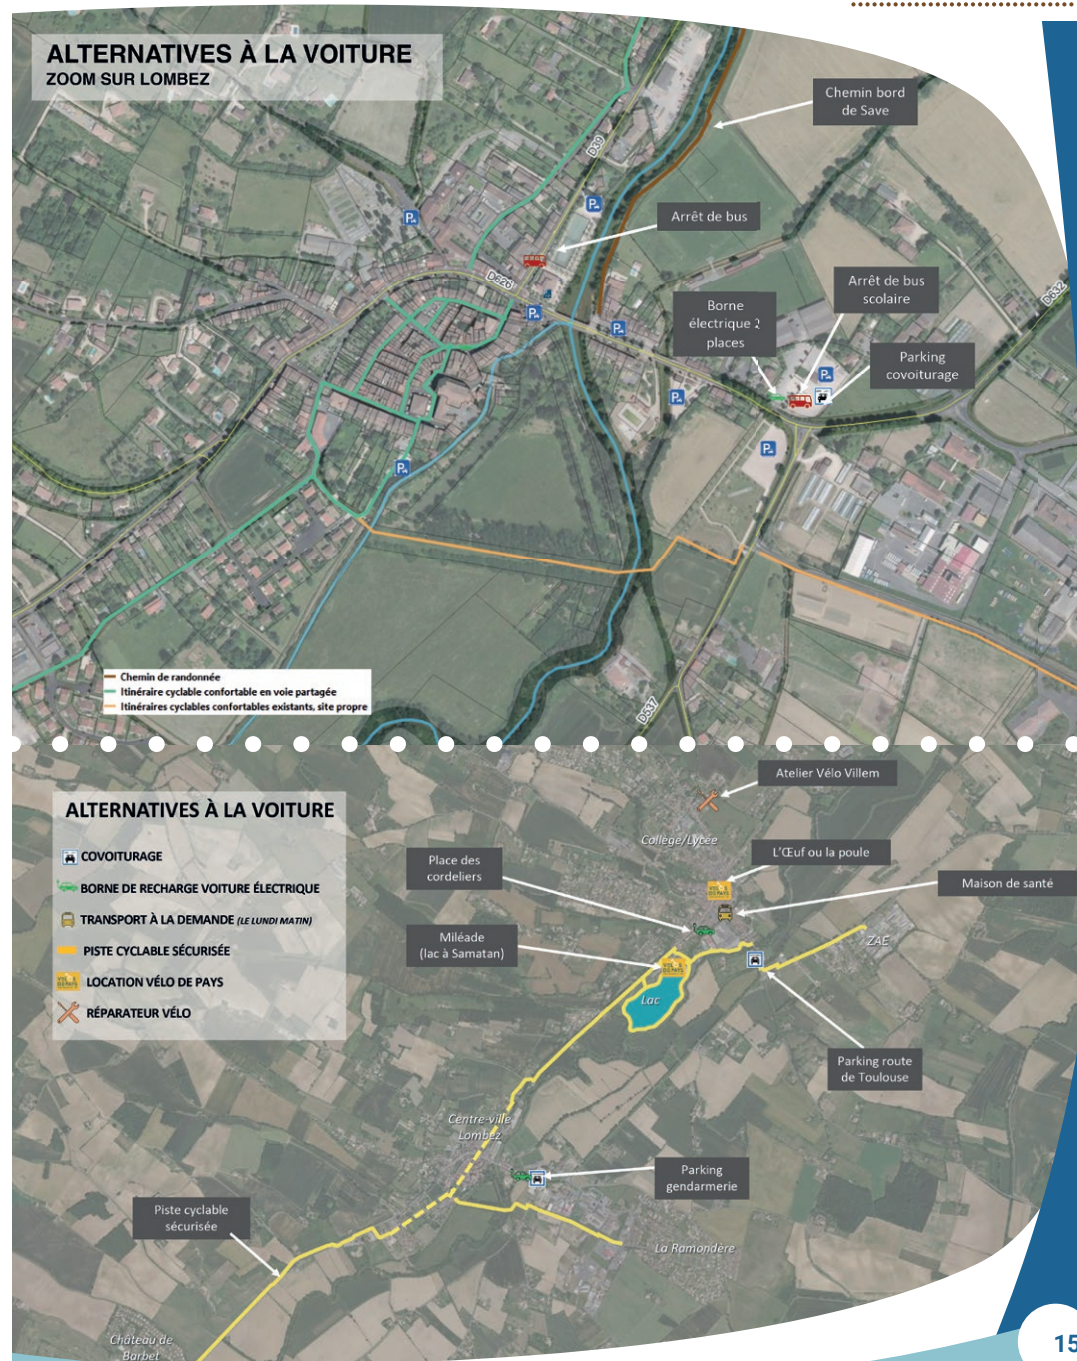 ALTERNATIVES À LA VOITURE
ZOOM SUR LOMBEZ
Chemin bord
de Save
D39
Arrêt de bus
D626
Arrêt de bus
scolaire
D632
Borne
électrique 2
places
Parking
covoiturage
P
P
P
P
P
P
P
P
D537
Chemin de randonnée
Itinéraire cyclable confortable en voie partagée
Itinéraires cyclables confortables existants, site propre
ALTERNATIVES À LA VOITURE
COVOITURAGE
BORNE DE RECHARGE VOITURE ÉLECTRIQUE
TRANSPORT À LA DEMANDE (LE LUNDI MATIN)
PISTE CYCLABLE SÉCURISÉE
LOCATION VÉLO DE PAYS
RÉPARATEUR VÉLO
Atelier Vélo Villem
Collège/Lycée
L'Œuf ou la poule
Place des
cordeliers
Maison de santé
Miléade
(lac à Samatan)
ZAE
Lac
Parking route
de Toulouse
Centre-ville
Lombez
Parking
gendarmerie
Piste cyclable
sécurisée
La Ramondère
Château de
Barbet
15